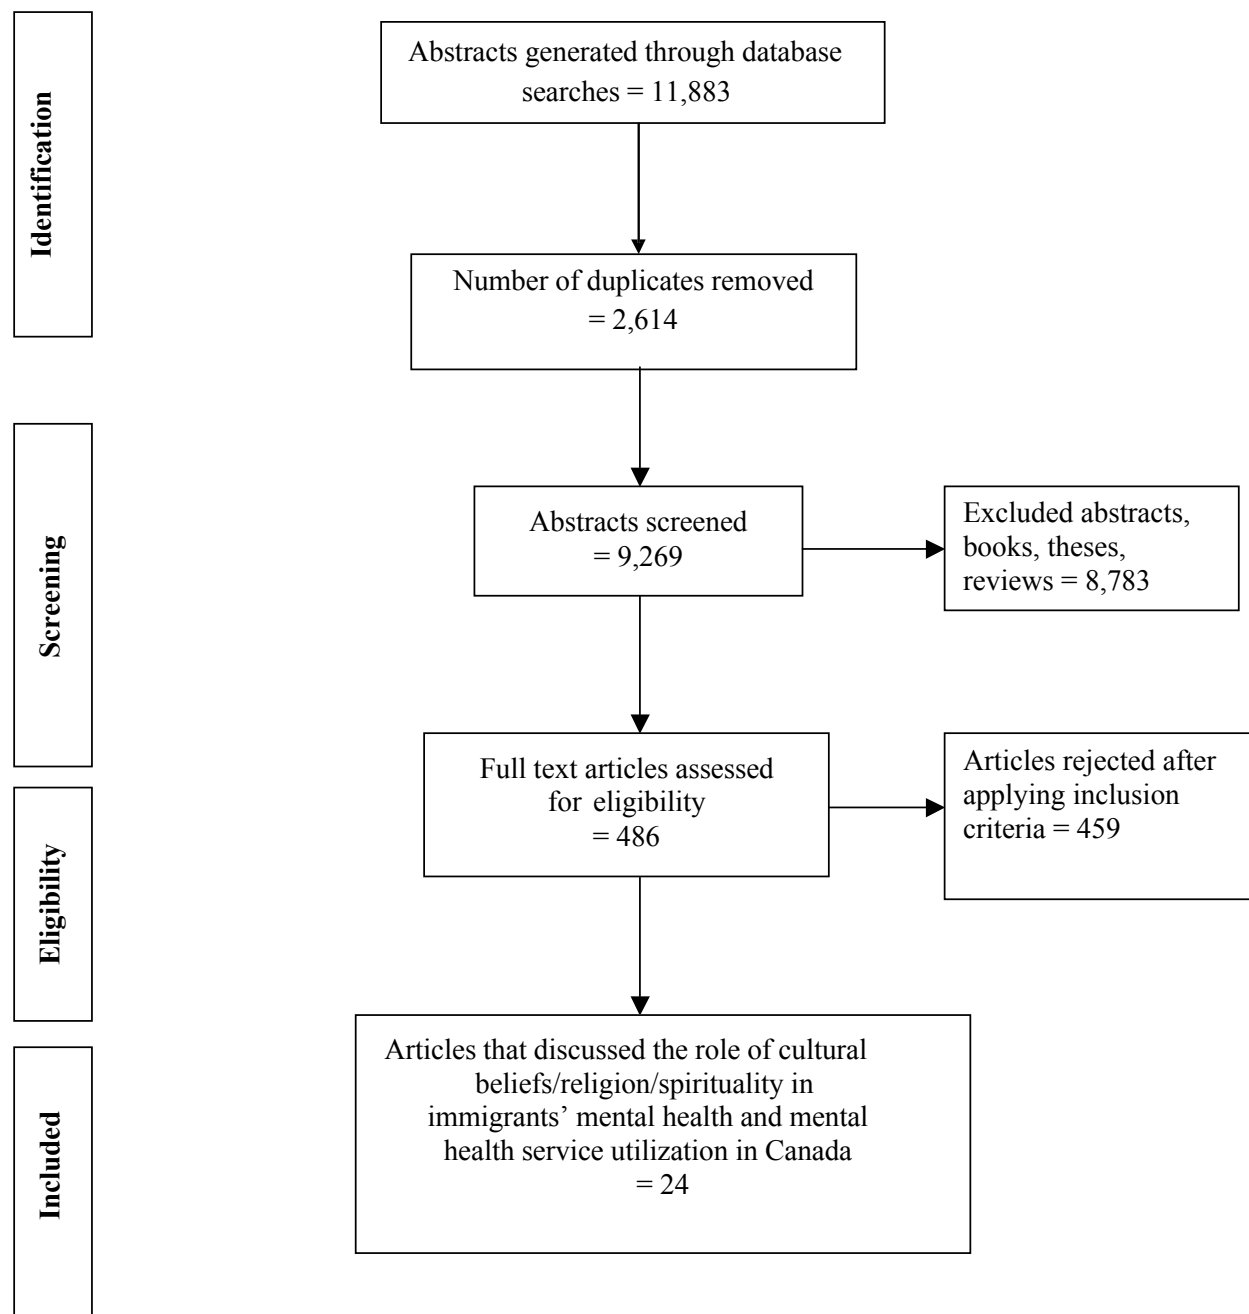 Identification
Abstracts generated through database
searches = 11,883
Number of duplicates removed
= 2,614
Screening
Abstracts screened
= 9,269
Excluded abstracts,
books, theses,
reviews = 8,783
Full text articles assessed
for eligibility
= 486
Articles rejected after
applying inclusion
criteria = 459
Eligibility
Included
Articles that discussed the role of cultural
beliefs/religion/spirituality in
immigrants’ mental health and mental
health service utilization in Canada
= 24